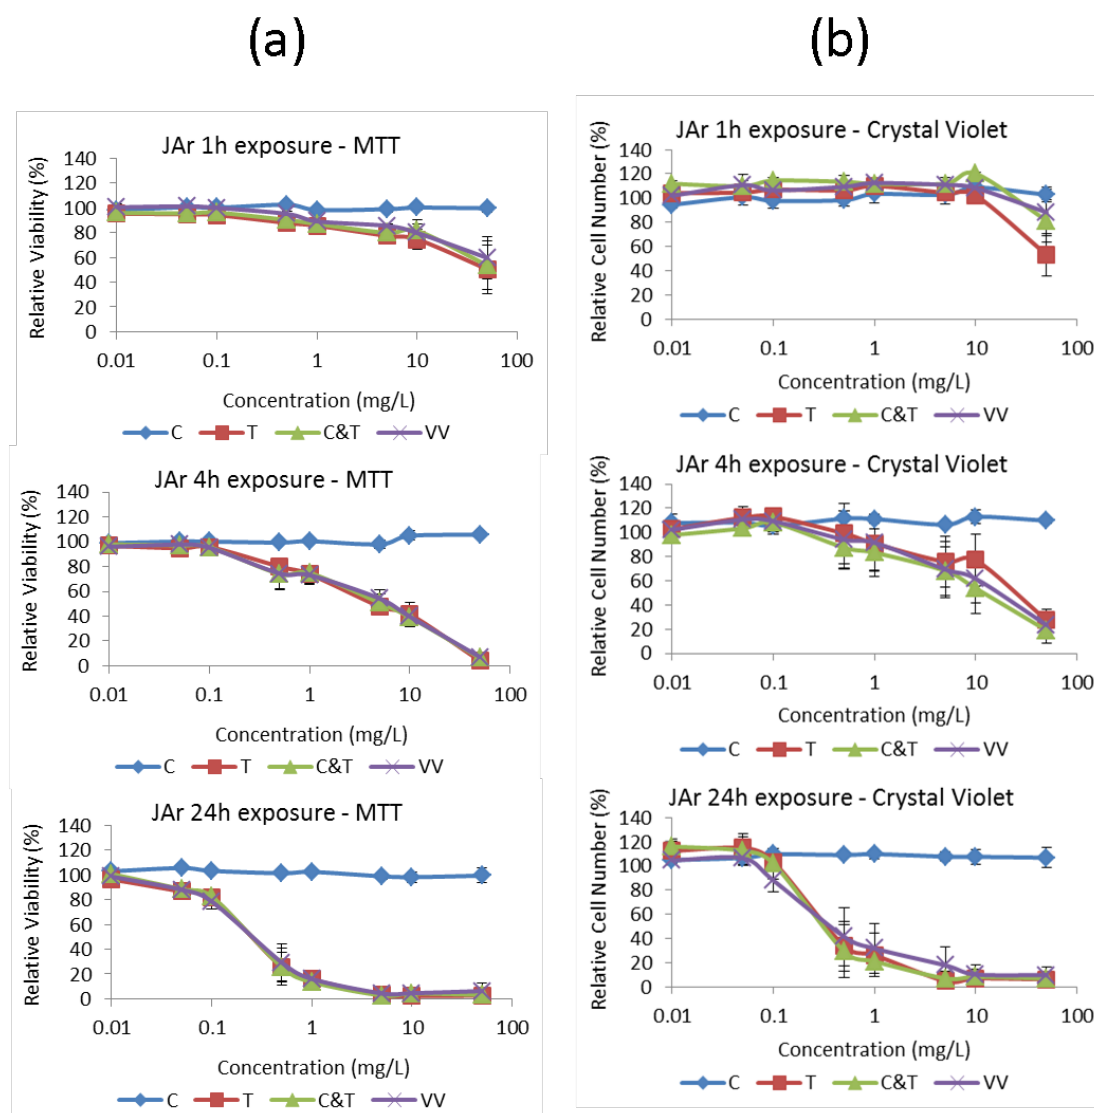 (a)
(b)
JAr 1h exposure - MTT
Relative Viability (%)
140
120
100
80
60
40
20
0
0.01 0.1 1 10 100
Concentration (mg/L)
C T C&T VV
JAr 4h exposure - MTT
Relative Viability (%)
140
120
100
80
60
40
20
0
0.01 0.1 1 10 100
Concentration (mg/L)
C T C&T VV
JAr 24h exposure - MTT
Relative Viability (%)
140
120
100
80
60
40
20
0
0.01 0.1 1 10 100
Concentration (mg/L)
C T C&T VV
JAr 1h exposure - Crystal Violet
Relative Cell Number (%)
140
120
100
80
60
40
20
0
0.01 0.1 1 10 100
Concentration (mg/L)
C T C&T VV
JAr 4h exposure - Crystal Violet
Relative Cell Number (%)
140
120
100
80
60
40
20
0
0.01 0.1 1 10 100
Concentration (mg/L)
C T C&T VV
JAr 24h exposure - Crystal Violet
Relative Cell Number (%)
140
120
100
80
60
40
20
0
0.01 0.1 1 10 100
Concentration (mg/L)
C T C&T VV